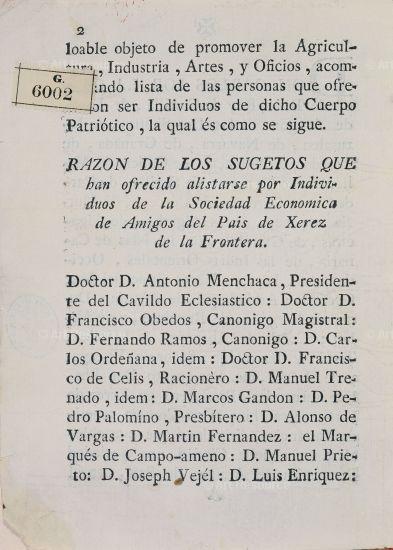 2
loable objeto de promover la Agricul-
, Industria , Artes , y Oficios , acom-
ando lista de las personas que ofre-
on ser Individuos de dicho Cuerpo
Patriótico , la qual és como se sigue.
G.
6002
RAZON DE LOS SUGETOS QUE
han ofrecido alistarse por Indivi-
duos de la Sociedad Economica
de Amigos del Pais de Xerez
de la Frontera.
Doctor D. Antonio Menchaca , Presiden-
te del Cavildo Eclesiastico : Doctor D.
Francisco Obedos , Canonigo Magistral:
D. Fernando Ramos , Canonigo : D. Car-
los Ordeñana , idem : Doctor D. Francis-
co de Celis , Racionèro : D. Manuel Tre-
nado , idem : D. Marcos Gandon : D. Pe-
dro Palomíno , Presbítero : D. Alonso de
Vargas : D. Martin Fernandez : el Mar-
qués de Campo-ameno : D. Manuel Prie-
to: D. Joseph Vejél : D. Luis Enriquez: